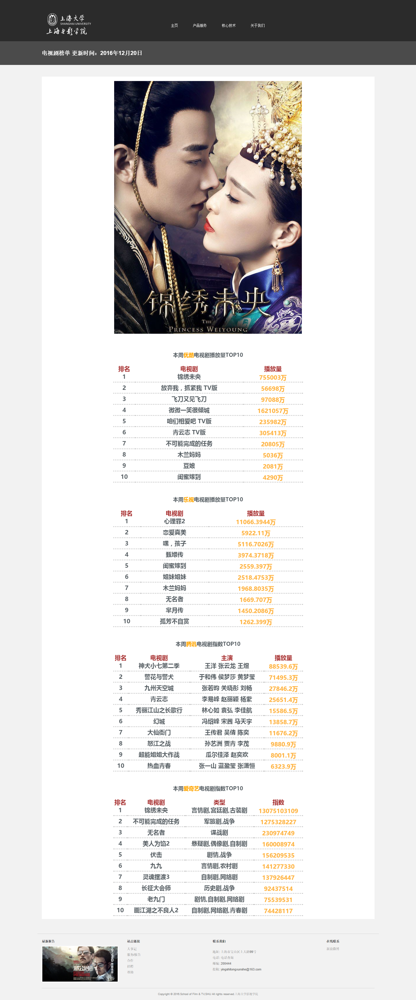 上海大学
SHANGHAI UNIVERSITY
上海电影学院
主页 产品服务 核心技术 关于我们
电视剧榜单 更新时间：2016年12月20日
锦绣未央
THE
PRINCESS WEIYOUNG
本周优酷电视剧播放量TOP10
排名 电视剧 播放量
1 锦绣未央 755003万
2 放弃我，抓紧我 TV版 56698万
3 飞刀又见飞刀 97088万
4 微微一笑很倾城 1621057万
5 咱们相爱吧 TV版 235982万
6 青云志 TV版 305413万
7 不可能完成的任务 20805万
8 木兰妈妈 5036万
9 豆娘 2081万
10 闺蜜嫁到 4290万
本周乐视电视剧播放量TOP10
排名 电视剧 播放量
1 心理罪2 11066.3944万
2 恋爱真美 5922.11万
3 嘿，孩子 5116.7026万
4 甄嬛传 3974.3718万
5 闺蜜嫁到 2559.397万
6 姐妹姐妹 2518.4753万
7 木兰妈妈 1968.8035万
8 无名者 1669.707万
9 芈月传 1450.2086万
10 孤芳不自赏 1262.399万
本周腾讯电视剧指数TOP10
排名 电视剧 主演 播放量
1 神犬小七第二季 王洋 张云龙 王煜 88539.6万
2 警花与警犬 于和伟 侯梦莎 黄梦莹 71495.3万
3 九州天空城 张若昀 关晓彤 刘畅 27846.2万
4 青云志 李易峰 赵丽颖 杨紫 25651.4万
5 秀丽江山之长歌行 林心如 袁弘 李佳航 15586.5万
6 幻城 冯绍峰 宋茜 马天宇 13858.7万
7 大仙衙门 王传君 吴倩 陈奕 11676.2万
8 怒江之战 孙艺洲 贾青 李茂 9880.9万
9 超能姐姐大作战 瓜尔佳泽 赵奕欢 8001.1万
10 热血青春 张一山 蓝盈莹 张潇恒 6323.9万
本周爱奇艺电视剧指数TOP10
排名 电视剧 类型 指数
1 锦绣未央 言情剧,宫廷剧,古装剧 13075103109
2 不可能完成的任务 军旅剧,战争 1275328227
3 无名者 谍战剧 230974749
4 美人为馅2 悬疑剧,偶像剧,自制剧 160008974
5 伏击 剧情,战争 156209535
6 九九 言情剧,农村剧 141277330
7 灵魂摆渡3 自制剧,网络剧 137926447
8 长征大会师 历史剧,战争 92437514
9 老九门 剧情,自制剧,网络剧 75539531
10 画江湖之不良人2 自制剧,网络剧,青春剧 74428117
最新报告 站点链接 联系我们 在线联系
大事记 新浪微博
地址: 上海市宝山区上大路99号
服务/报告
电话: 电话查询
合作
邮编: 200444
招聘
投稿: yingshitongxunshe@163.com
帮助
9.30
Copyright © 2016.School of Film & TV,SHU All rights reserved.上海大学影视学院